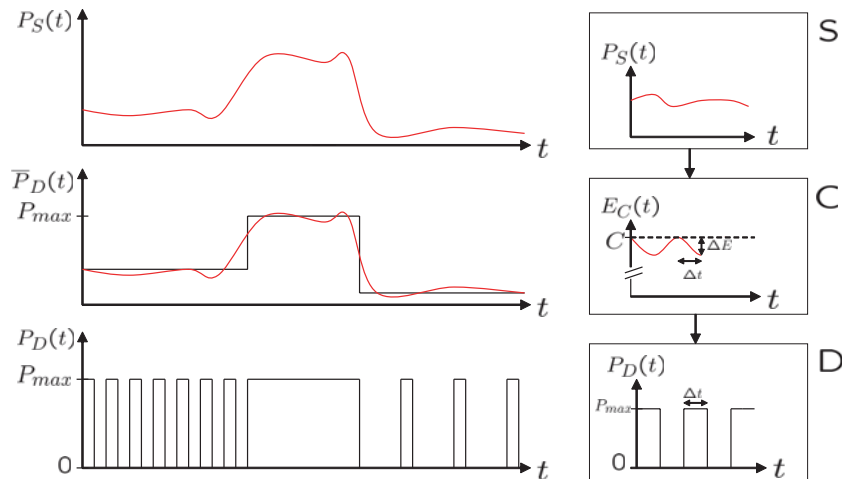 P_S(t)
t
P̅_D(t)
P_max
t
P_D(t)
P_max
0
t
S
P_S(t)
t
C
E_C(t)
C
ΔE
Δt
t
D
P_D(t)
P_max
Δt
0
t